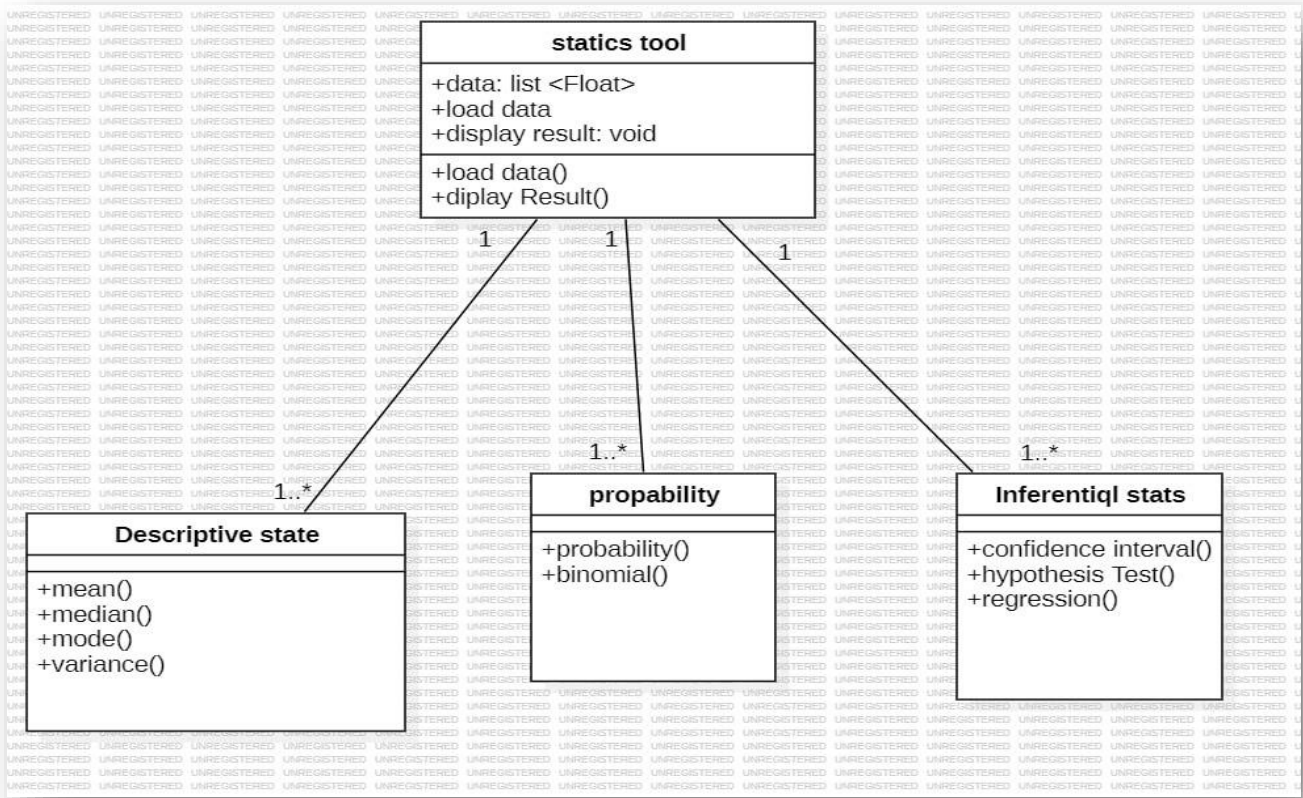 statics tool
+data: list <Float>
+load data
+display result: void
+load data()
+diplay Result()
1
1
1
1..*
1..*
1..*
Descriptive state
+mean()
+median()
+mode()
+variance()
propability
+probability()
+binomial()
Inferentiql stats
+confidence interval()
+hypothesis Test()
+regression()
UNREGISTERED